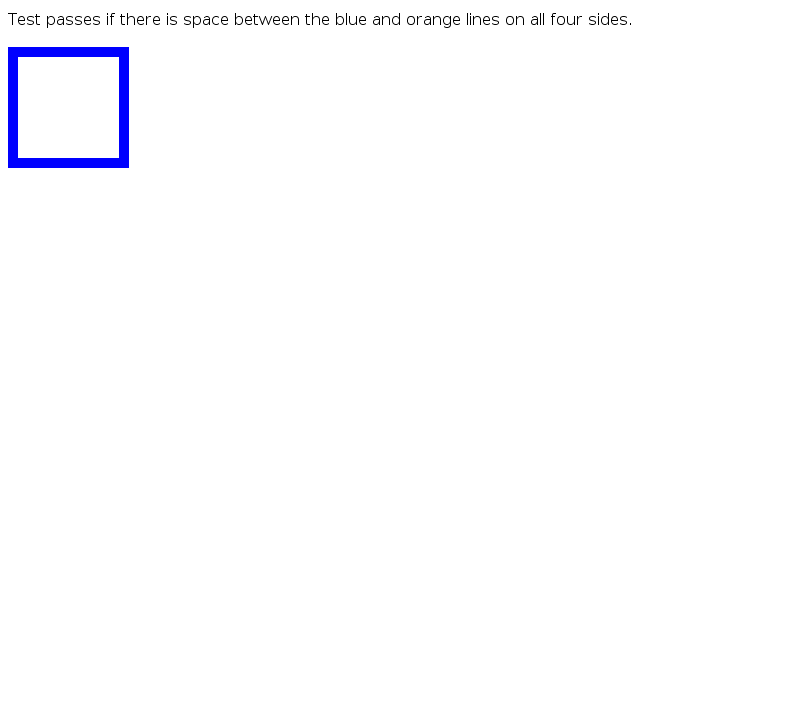 Test passes if there is space between the blue and orange lines on all four sides.